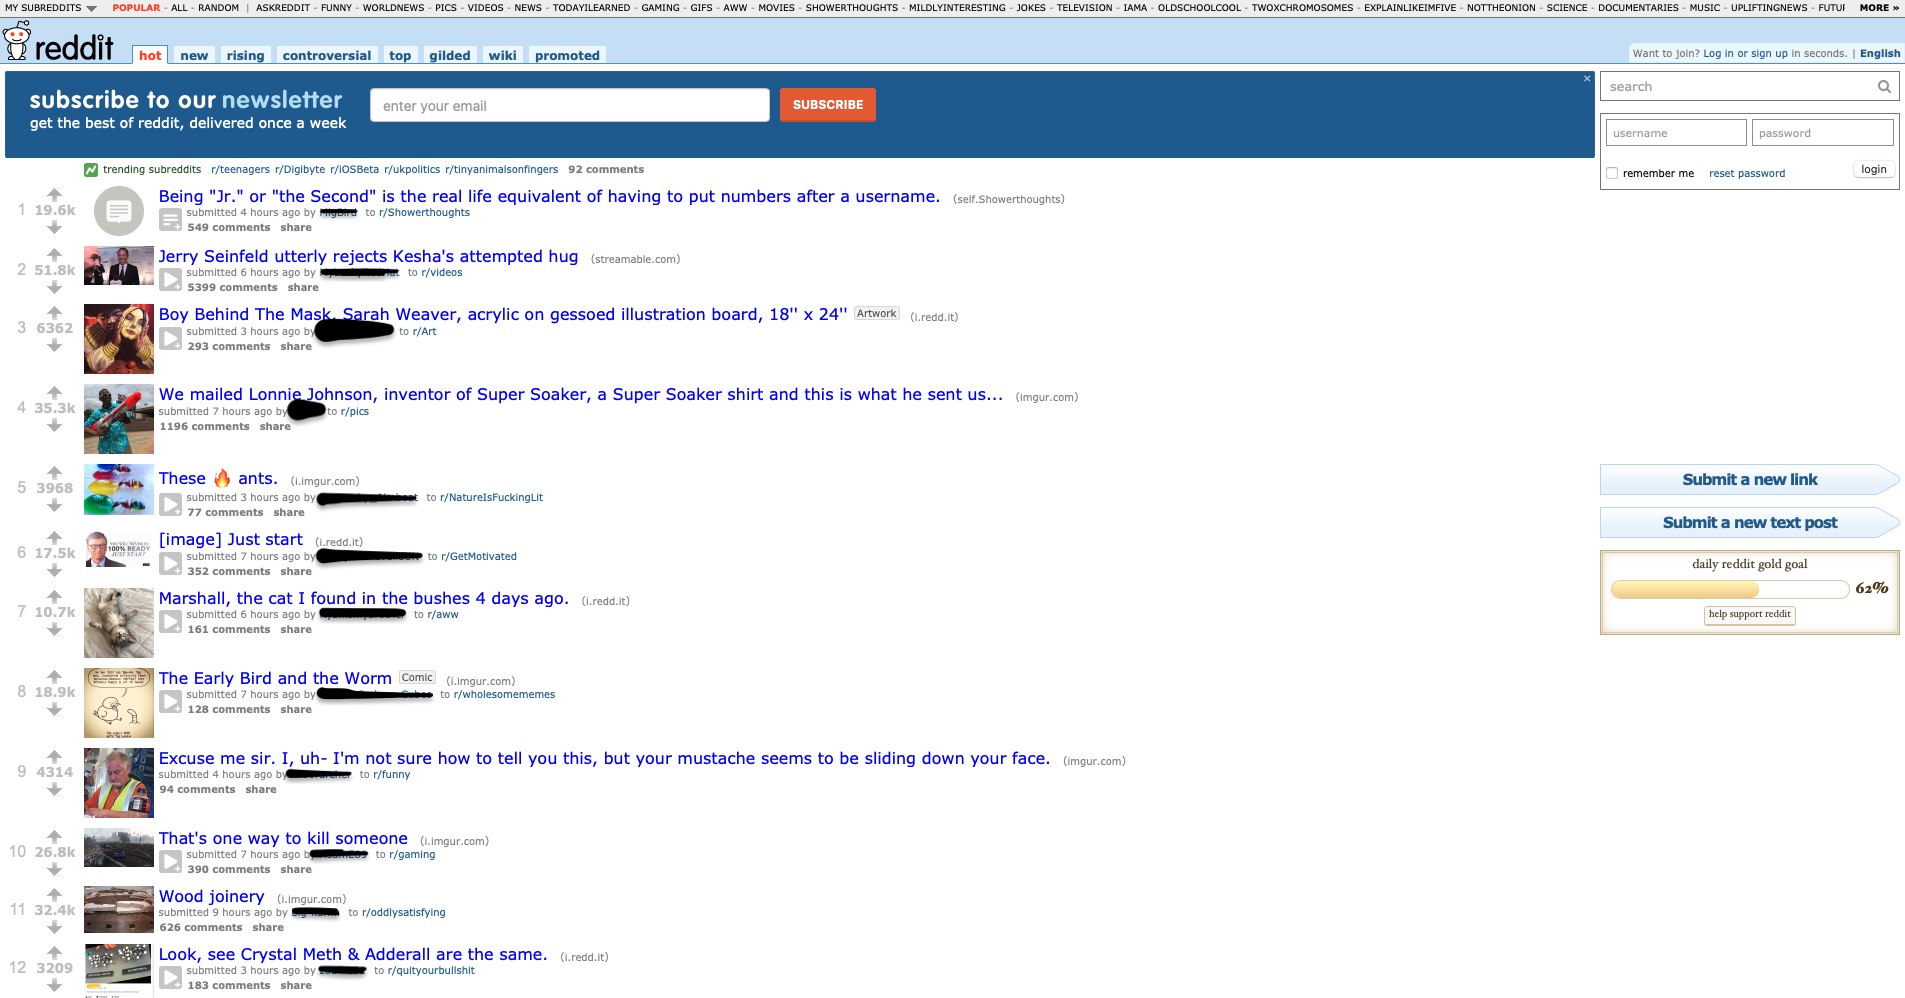 MY SUBREDDITS POPULAR - ALL - RANDOM | ASKREDDIT - FUNNY - WORLDNEWS - PICS - VIDEOS - NEWS - TODAYILEARNED - GAMING - GIFS - AWW - MOVIES - SHOWERTHOUGHTS - MILDLYINTERESTING - JOKES - TELEVISION - IAMA - OLDSCHOOLCOOL - TWOXCHROMOSOMES - EXPLAINLIKEIMFIVE - NOTTHEONION - SCIENCE - DOCUMENTARIES - MUSIC - UPLIFTINGNEWS - FUTUR MORE »
reddit hot new rising controversial top gilded wiki promoted
Want to join? Log in or sign up in seconds. | English
subscribe to our newsletter
get the best of reddit, delivered once a week
enter your email
SUBSCRIBE
×
search
username password
remember me reset password login
trending subreddits r/teenagers r/Digibyte r/iOSBeta r/ukpolitics r/tinyanimalsonfingers 92 comments
1 19.6k
Being "Jr." or "the Second" is the real life equivalent of having to put numbers after a username. (self.Showerthoughts)
submitted 4 hours ago by to r/Showerthoughts
549 comments share
2 51.8k
Jerry Seinfeld utterly rejects Kesha's attempted hug (streamable.com)
submitted 6 hours ago by to r/videos
5399 comments share
3 6362
Boy Behind The Mask, Sarah Weaver, acrylic on gessoed illustration board, 18'' x 24'' Artwork (i.redd.it)
submitted 3 hours ago by to r/Art
293 comments share
4 35.3k
We mailed Lonnie Johnson, inventor of Super Soaker, a Super Soaker shirt and this is what he sent us... (imgur.com)
submitted 7 hours ago by to r/pics
1196 comments share
5 3968
These 🔥 ants. (i.imgur.com)
submitted 3 hours ago by to r/NatureIsFuckingLit
77 comments share
6 17.5k
100% READY
JUST START
[image] Just start (i.redd.it)
submitted 7 hours ago by to r/GetMotivated
352 comments share
7 10.7k
Marshall, the cat I found in the bushes 4 days ago. (i.redd.it)
submitted 6 hours ago by to r/aww
161 comments share
8 18.9k
The Early Bird and the Worm Comic (i.imgur.com)
submitted 7 hours ago by to r/wholesomememes
128 comments share
9 4314
Excuse me sir. I, uh- I'm not sure how to tell you this, but your mustache seems to be sliding down your face. (imgur.com)
submitted 4 hours ago by to r/funny
94 comments share
10 26.8k
That's one way to kill someone (i.imgur.com)
submitted 7 hours ago by to r/gaming
390 comments share
11 32.4k
Wood joinery (i.imgur.com)
submitted 9 hours ago by to r/oddlysatisfying
626 comments share
12 3209
Look, see Crystal Meth & Adderall are the same. (i.redd.it)
submitted 3 hours ago by to r/quityourbullshit
183 comments share
Submit a new link
Submit a new text post
daily reddit gold goal
62%
help support reddit